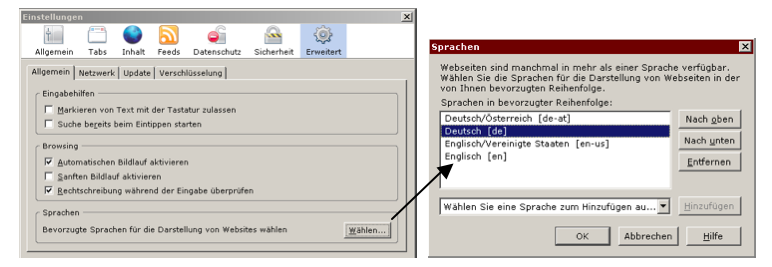 Einstellungen
Allgemein Tabs Inhalt Feeds Datenschutz Sicherheit Erweitert
Allgemein Netzwerk Update Verschlüsselung
Eingabehilfen
Markieren von Text mit der Tastatur zulassen
Suche bereits beim Eintippen starten
Browsing
Automatischen Bildlauf aktivieren
Sanften Bildlauf aktivieren
Rechtschreibung während der Eingabe überprüfen
Sprachen
Bevorzugte Sprachen für die Darstellung von Websites wählen Wählen...
Sprachen
Webseiten sind manchmal in mehr als einer Sprache verfügbar.
Wählen Sie die Sprachen für die Darstellung von Webseiten in der
von Ihnen bevorzugten Reihenfolge.
Sprachen in bevorzugter Reihenfolge:
Deutsch/Österreich [de-at]
Deutsch [de]
Englisch/Vereinigte Staaten [en-us]
Englisch [en]
Nach oben
Nach unten
Entfernen
Wählen Sie eine Sprache zum Hinzufügen au... Hinzufügen
OK Abbrechen Hilfe